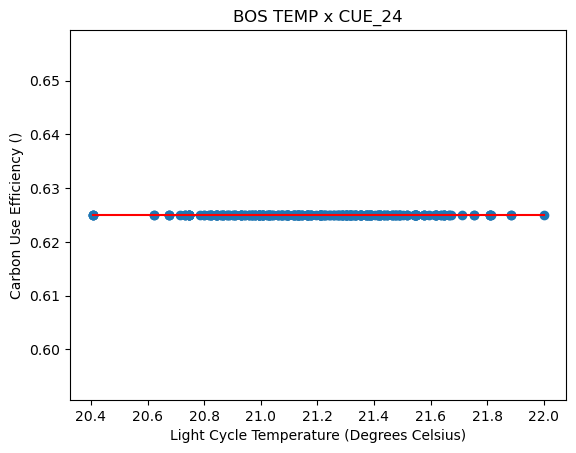 BOS TEMP x CUE_24
Carbon Use Efficiency ()
0.65
0.64
0.63
0.62
0.61
0.60
20.4 20.6 20.8 21.0 21.2 21.4 21.6 21.8 22.0
Light Cycle Temperature (Degrees Celsius)